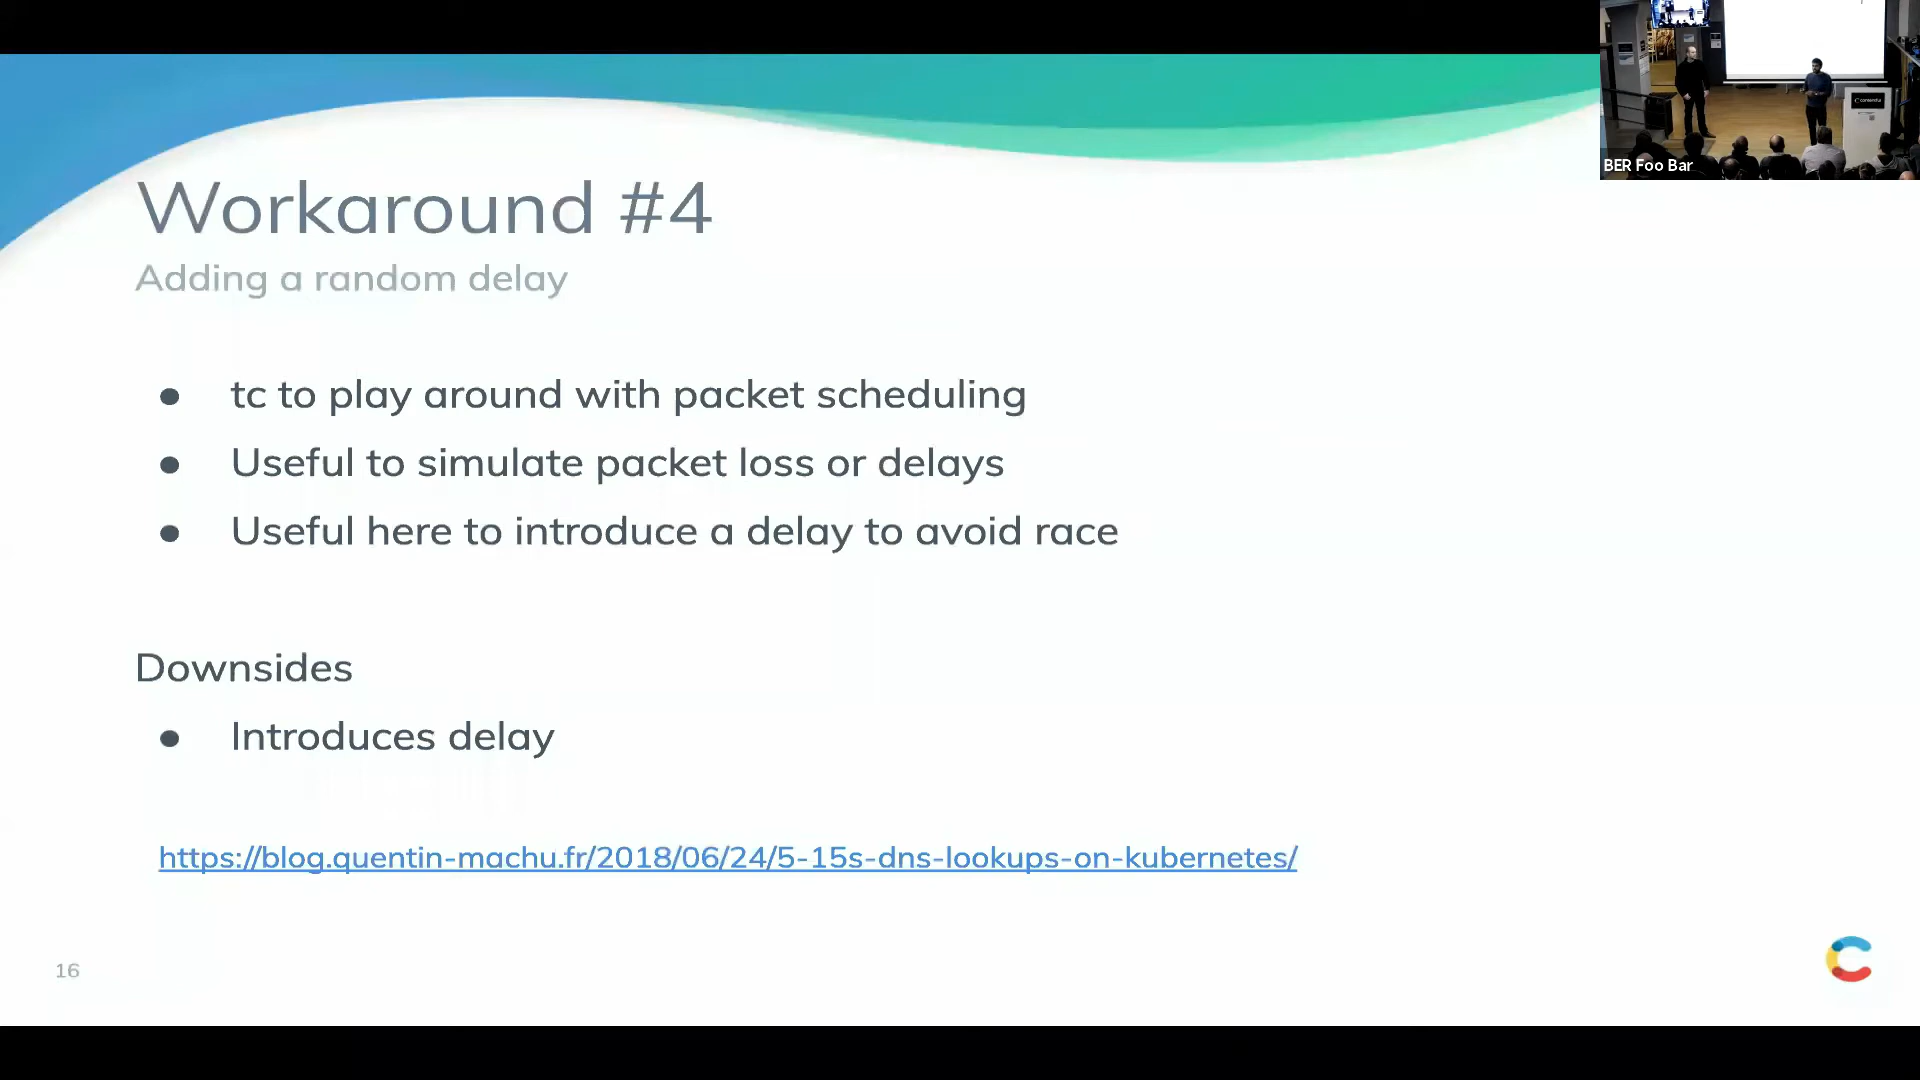 Workaround #4
Adding a random delay
● tc to play around with packet scheduling
● Useful to simulate packet loss or delays
● Useful here to introduce a delay to avoid race
Downsides
● Introduces delay
https://blog.quentin-machu.fr/2018/06/24/5-15s-dns-lookups-on-kubernetes/
16
BER Foo Bar
contentful